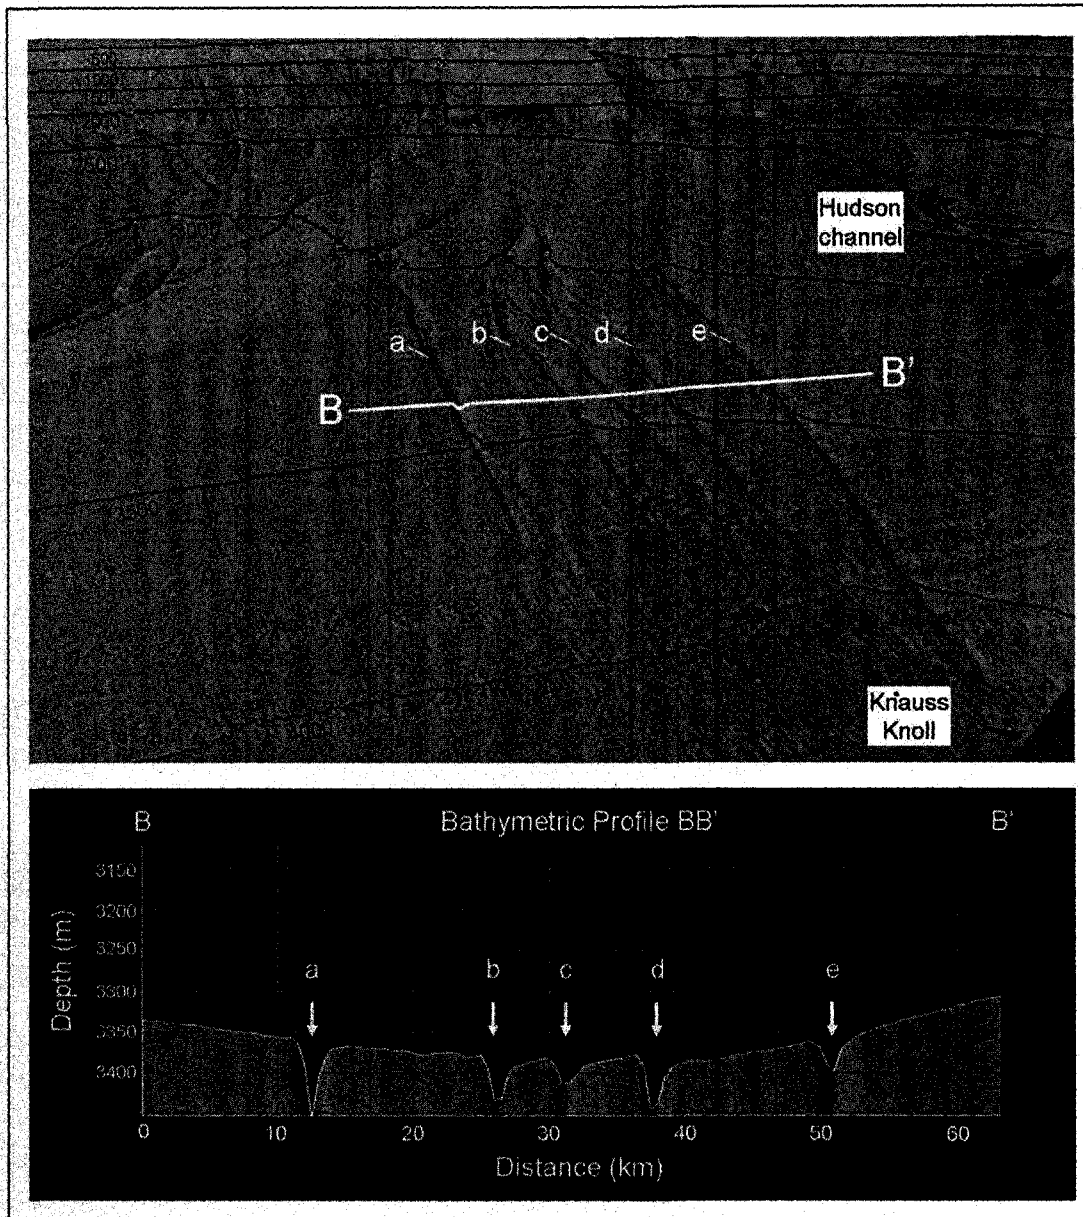 Hudson
channel
a
b
c
d
e
B
B'
Knauss
Knoll
B
Bathymetric Profile BB'
B'
Depth (m)
3150
3200
3250
3300
3350
3400
a
b
c
d
e
0
10
20
30
40
50
60
Distance (km)